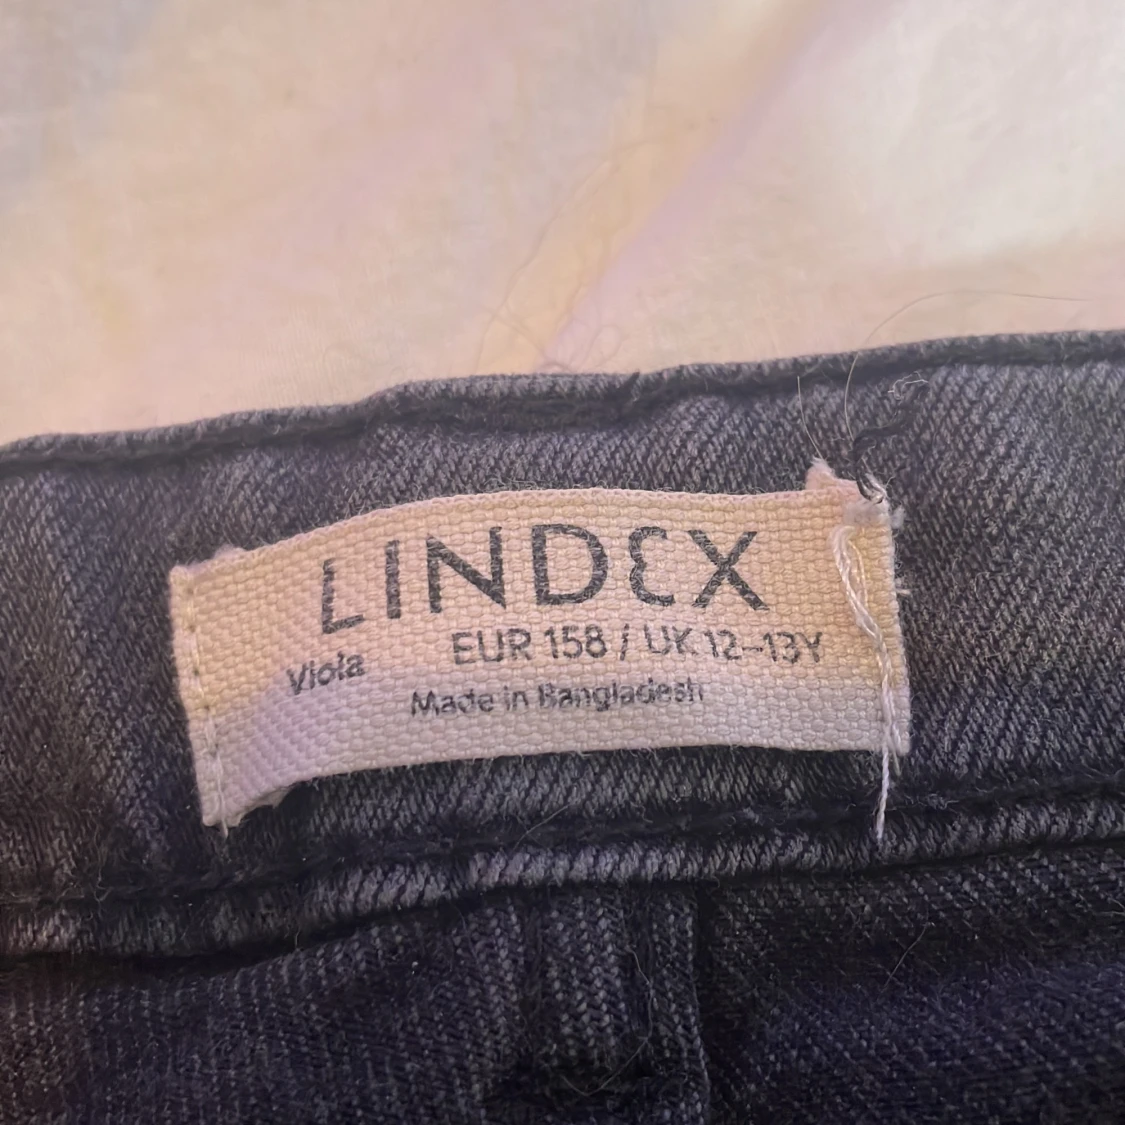 LINDEX
Viola EUR 158 / UK 12-13Y
Made in Bangladesh